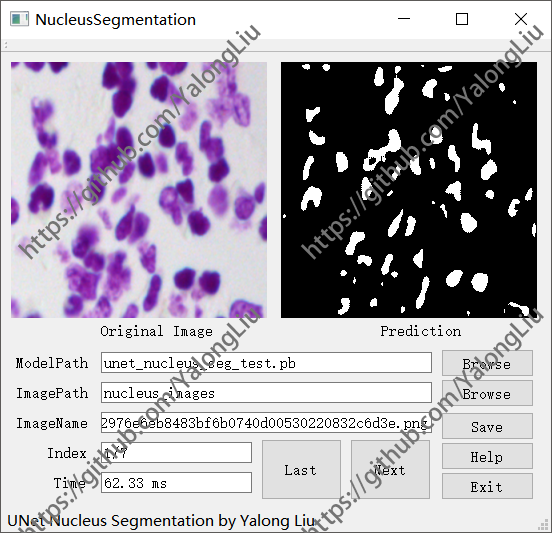 NucleusSegmentation
https://github.com/YalongLiu
https://github.com/YalongLiu
Original Image
Prediction
ModelPath
unet_nucleus_seg_test.pb
Browse
ImagePath
nucleus_images
Browse
ImageName
2976e6eb8483bf6b0740d00530220832c6d3e.png
Save
Index
1/7
Last
Next
Help
Time
62.33 ms
Exit
https://github.com/YalongLiu
https://github.com/YalongLiu
UNet Nucleus Segmentation by Yalong Liu